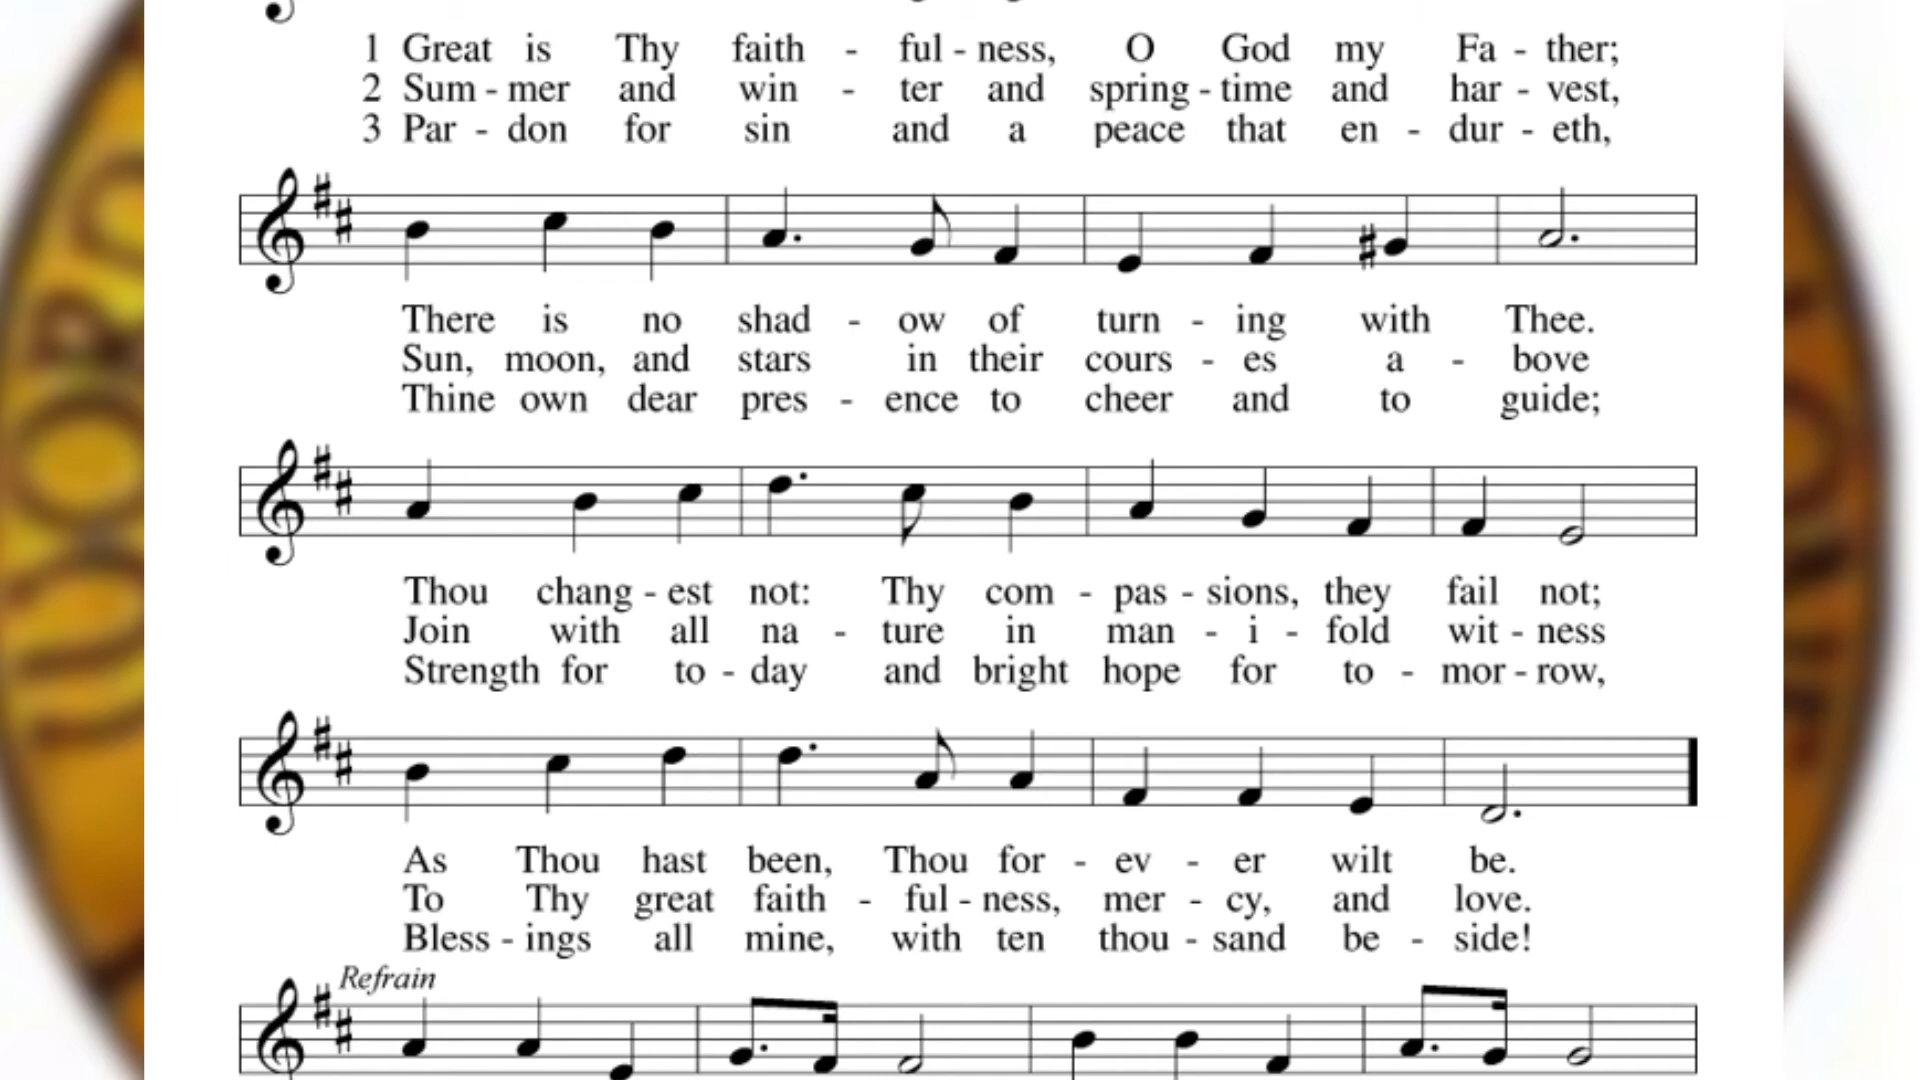 1 Great is Thy faith - ful - ness, O God my Fa - ther;
2 Sum - mer and win - ter and spring - time and har - vest,
3 Par - don for sin and a peace that en - dur - eth,
There is no shad - ow of turn - ing with Thee.
Sun, moon, and stars in their cours - es a - bove
Thine own dear pres - ence to cheer and to guide;
Thou chang - est not: Thy com - pas - sions, they fail not;
Join with all na - ture in man - i - fold wit - ness
Strength for to - day and bright hope for to - mor - row,
As Thou hast been, Thou for - ev - er wilt be.
To Thy great faith - ful - ness, mer - cy, and love.
Bless - ings all mine, with ten thou - sand be - side!
Refrain